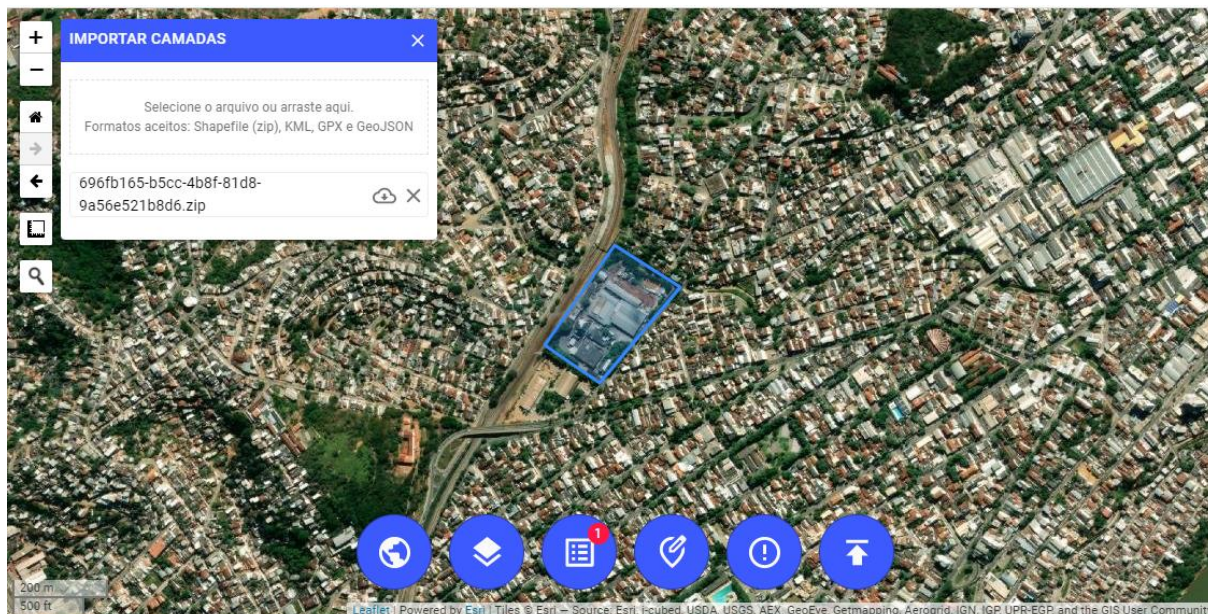 +
IMPORTAR CAMADAS
−
Selecione o arquivo ou arraste aqui.
Formatos aceitos: Shapefile (zip), KML, GPX e GeoJSON
696fb165-b5cc-4b8f-81d8-
9a56e521b8d6.zip
1
200 m
500 ft
Leaflet | Powered by Esri | Tiles © Esri — Source: Esri, i-cubed, USDA, USGS, AEX, GeoEye, Getmapping, Aerogrid, IGN, IGP, UPR-EGP, and the GIS User Communit